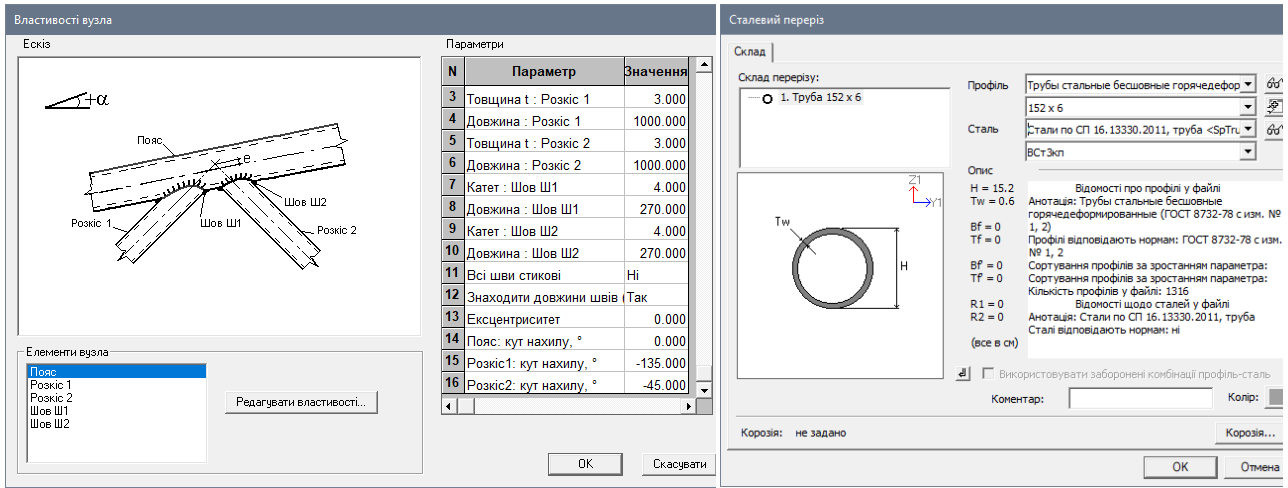 Властивості вузла
Ескіз
+α
Пояс
e
Шов Ш2
Розкіс 1
Шов Ш1
Розкіс 2
Елементи вузла
Пояс
Розкіс 1
Розкіс 2
Шов Ш1
Шов Ш2
Редагувати властивості...
Параметри
N Параметр Значення
3 Товщина t : Розкіс 1 3.000
4 Довжина : Розкіс 1 1000.000
5 Товщина t : Розкіс 2 3.000
6 Довжина : Розкіс 2 1000.000
7 Катет : Шов Ш1 4.000
8 Довжина : Шов Ш1 270.000
9 Катет : Шов Ш2 4.000
10 Довжина : Шов Ш2 270.000
11 Всі шви стикові Ні
12 Знаходити довжини швів ( Так
13 Ексцентриситет 0.000
14 Пояс: кут нахилу, ° 0.000
15 Розкіс1: кут нахилу, ° -135.000
16 Розкіс2: кут нахилу, ° -45.000
OK Скасувати
Сталевий переріз
Склад
Склад перерізу:
1. Труба 152 x 6
Профіль Трубы стальные бесшовные горячедефор
152 x 6
Сталь Стали по СП 16.13330.2011, труба <SpTru
ВСт3кп
Z1
Y1
Tw
H
Опис
H = 15.2 Відомості про профілі у файлі
Tw = 0.6 Анотація: Трубы стальные бесшовные
горячедеформированные (ГОСТ 8732-78 с изм. №
Bf = 0 1, 2)
Tf = 0 Профілі відповідають нормам: ГОСТ 8732-78 с изм.
№ 1, 2
Bf' = 0 Сортування профілів за зростанням параметра:
Tf' = 0 Сортування профілів за зростанням параметра:
Кількість профілів у файлі: 1316
R1 = 0 Відомості щодо сталей у файлі
R2 = 0 Анотація: Стали по СП 16.13330.2011, труба
Сталі відповідають нормам: ні
(все в см)
Використовувати заборонені комбінації профіль-сталь
Коментар: Колір:
Корозія: не задано Корозія...
OK Отмена